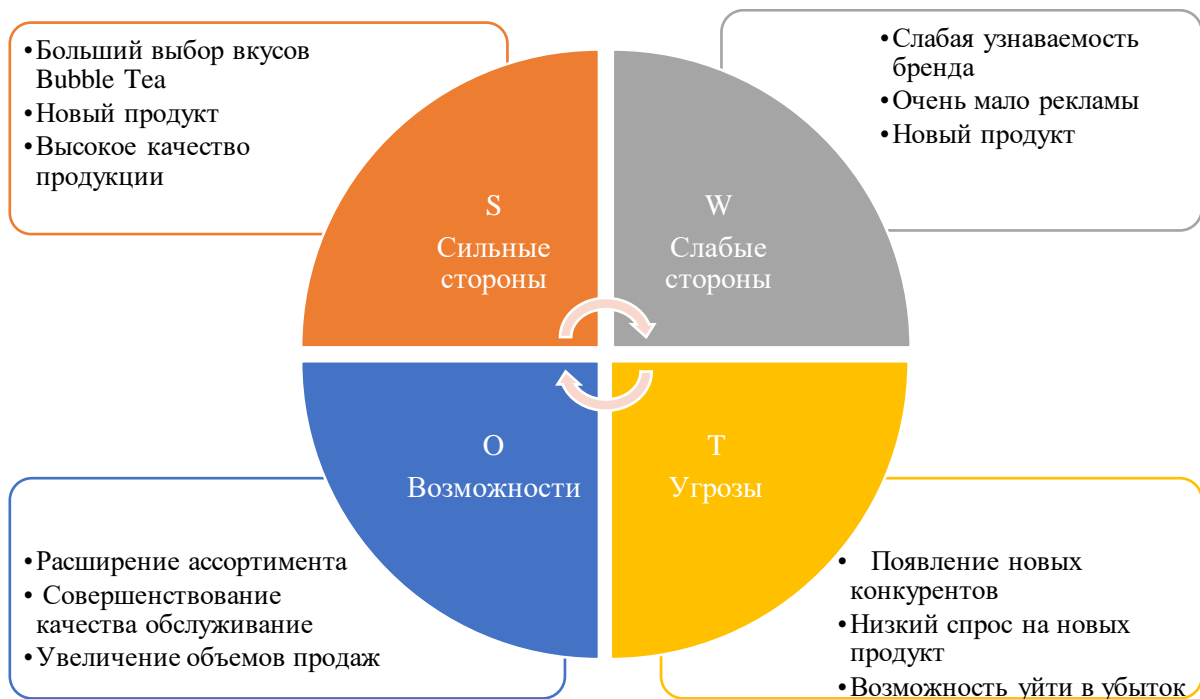 •Больший выбор вкусов
Bubble Tea
•Новый продукт
•Высокое качество
продукции
•Слабая узнаваемость
бренда
•Очень мало рекламы
•Новый продукт
S
Сильные
стороны
W
Слабые
стороны
O
Возможности
T
Угрозы
•Расширение ассортимента
• Совершенствование
качества обслуживание
•Увеличение объемов продаж
• Появление новых
конкурентов
•Низкий спрос на новых
продукт
•Возможность уйти в убыток